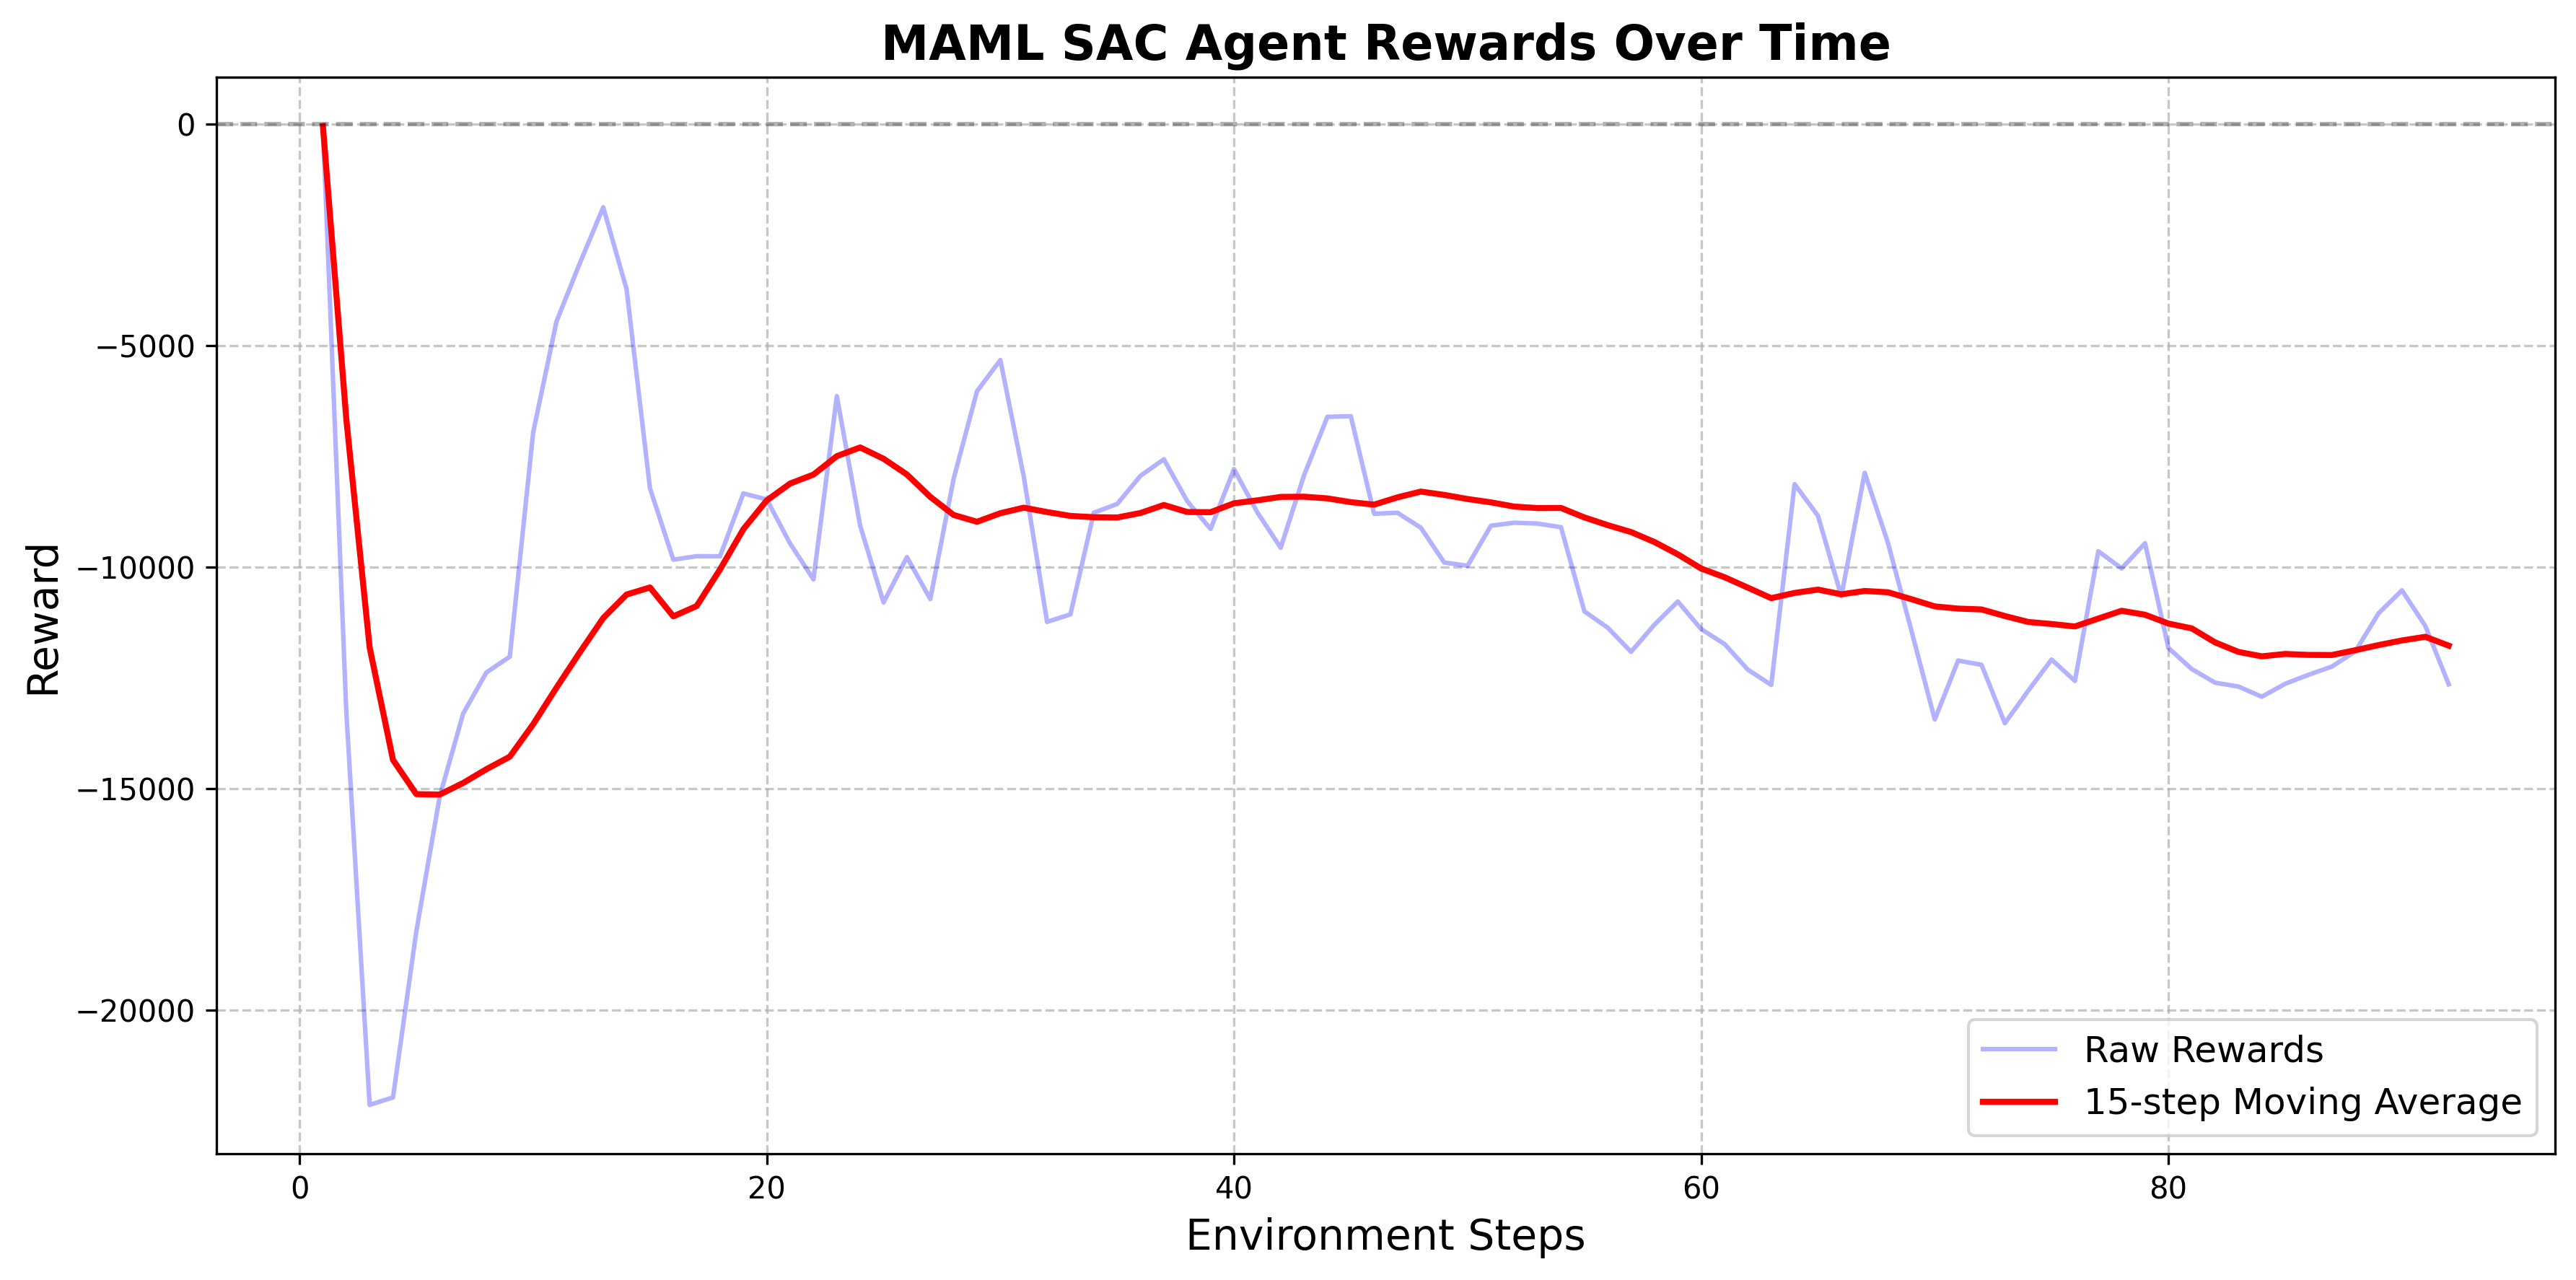 MAML SAC Agent Rewards Over Time
0
−5000
−10000
−15000
−20000
Reward
0 20 40 60 80
Environment Steps
Raw Rewards
15-step Moving Average